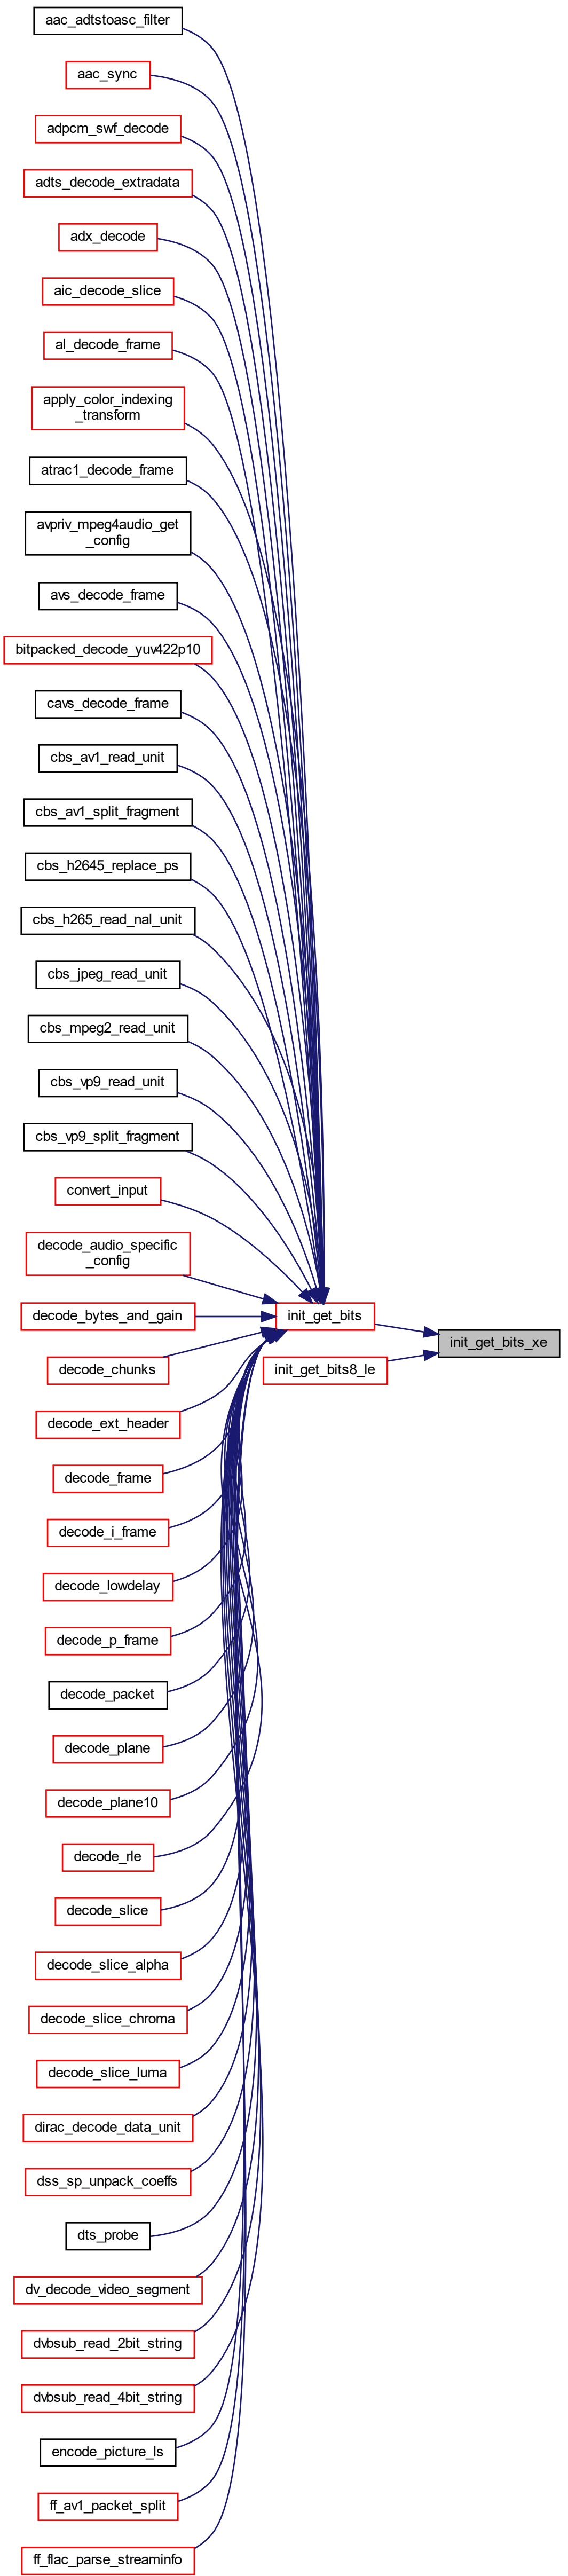 aac_adtstoasc_filter
aac_sync
adpcm_swf_decode
adts_decode_extradata
adx_decode
aic_decode_slice
al_decode_frame
apply_color_indexing
_transform
atrac1_decode_frame
avpriv_mpeg4audio_get
_config
avs_decode_frame
bitpacked_decode_yuv422p10
cavs_decode_frame
cbs_av1_read_unit
cbs_av1_split_fragment
cbs_h2645_replace_ps
cbs_h265_read_nal_unit
cbs_jpeg_read_unit
cbs_mpeg2_read_unit
cbs_vp9_read_unit
cbs_vp9_split_fragment
convert_input
decode_audio_specific
_config
decode_bytes_and_gain
init_get_bits
init_get_bits_xe
decode_chunks
init_get_bits8_le
decode_ext_header
decode_frame
decode_i_frame
decode_lowdelay
decode_p_frame
decode_packet
decode_plane
decode_plane10
decode_rle
decode_slice
decode_slice_alpha
decode_slice_chroma
decode_slice_luma
dirac_decode_data_unit
dss_sp_unpack_coeffs
dts_probe
dv_decode_video_segment
dvbsub_read_2bit_string
dvbsub_read_4bit_string
encode_picture_ls
ff_av1_packet_split
ff_flac_parse_streaminfo